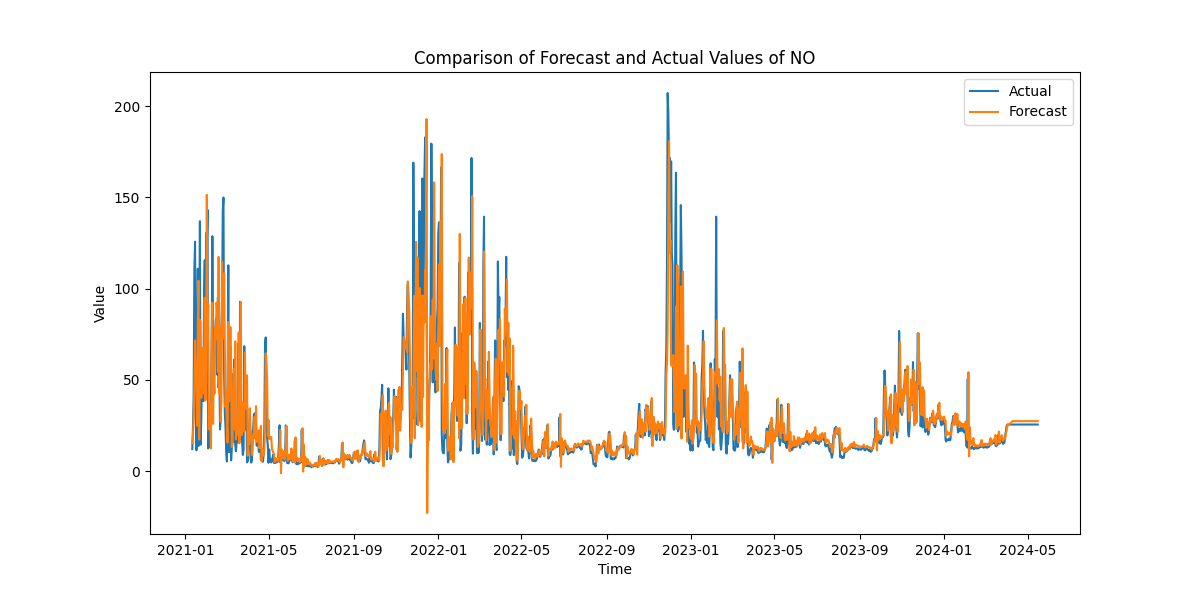 Comparison of Forecast and Actual Values of NO
Actual
Forecast
Value
200
150
100
50
0
2021-01 2021-05 2021-09 2022-01 2022-05 2022-09 2023-01 2023-05 2023-09 2024-01 2024-05
Time